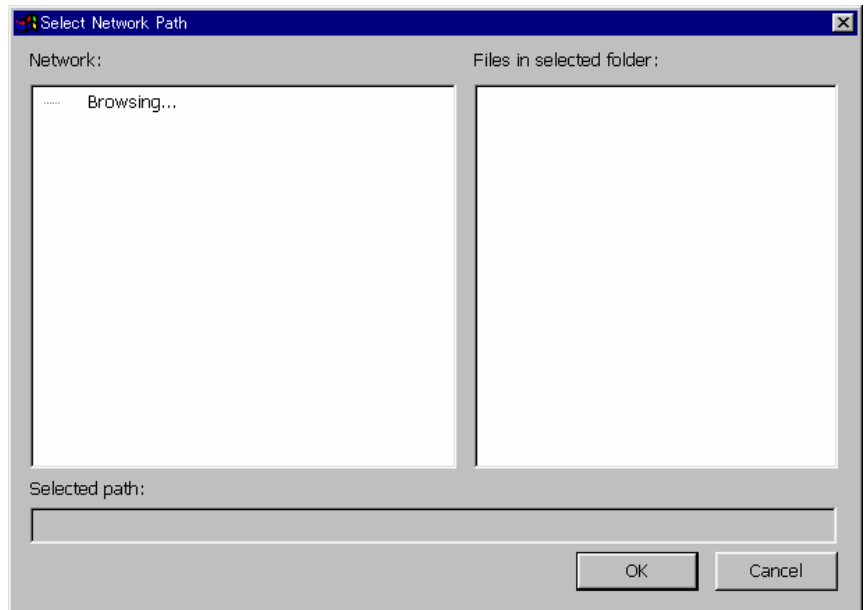 Select Network Path
Network:
Files in selected folder:
Browsing...
Selected path:
OK
Cancel